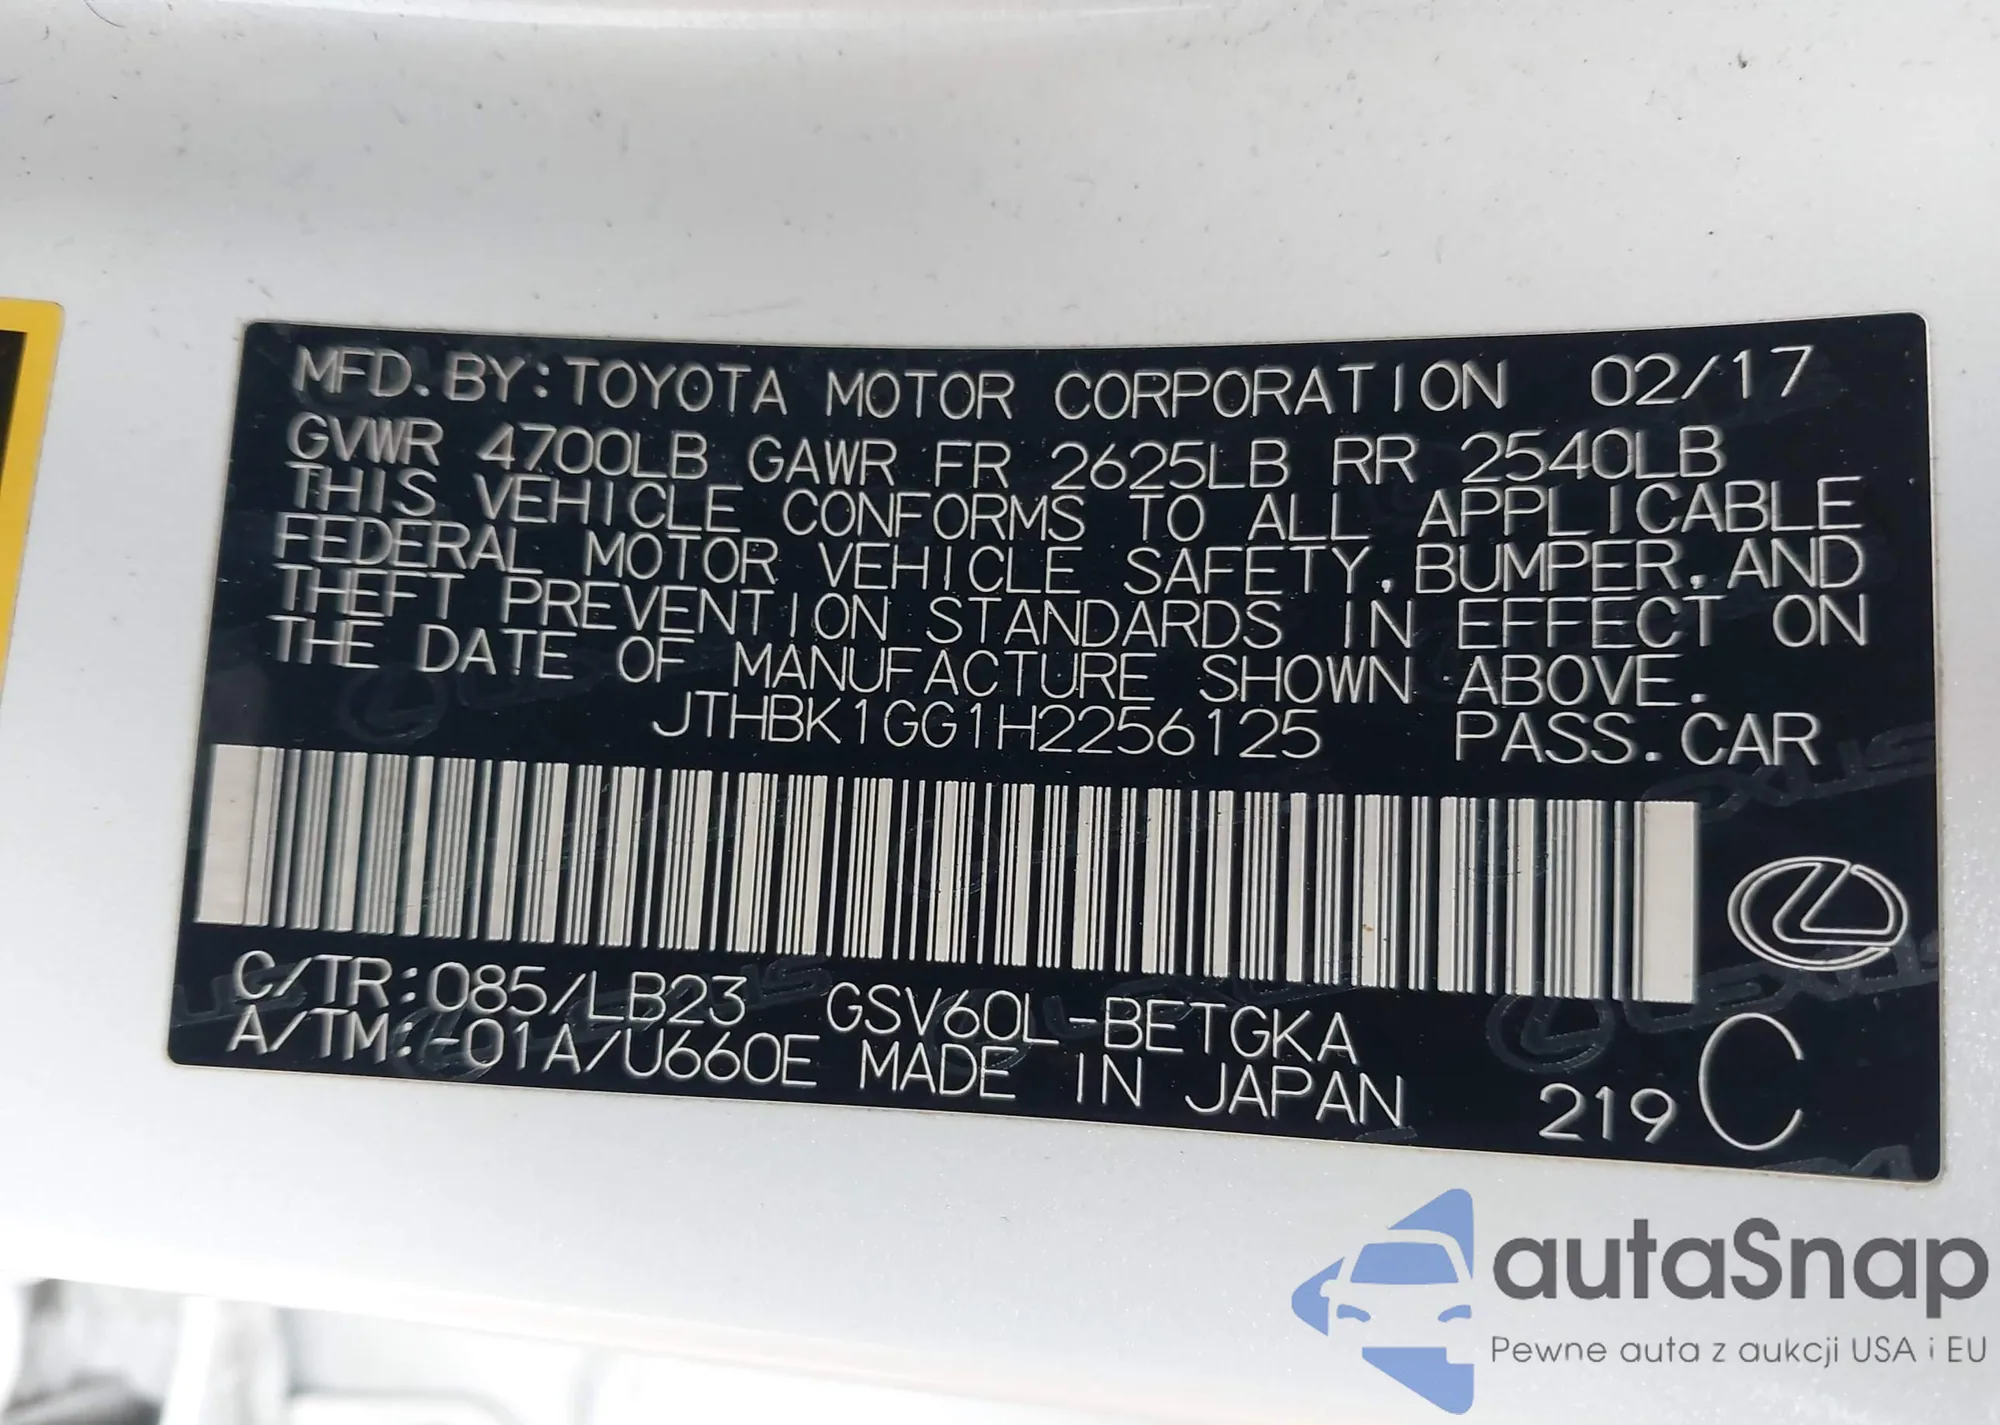 MFD. BY: TOYOTA MOTOR CORPORATION 02/17
GVWR 4700LB GAWR FR 2625LB RR 2540LB
THIS VEHICLE CONFORMS TO ALL APPLICABLE
FEDERAL MOTOR VEHICLE SAFETY, BUMPER, AND
THEFT PREVENTION STANDARDS IN EFFECT ON
THE DATE OF MANUFACTURE SHOWN ABOVE.
JTHBK1GG1H2256125 PASS. CAR
C/TR: 085/LB23 GSV60L-BETGKA
A/TM: -01A/U660E MADE IN JAPAN 219 C
autaSnap
Pewne auta z aukcji USA i EU